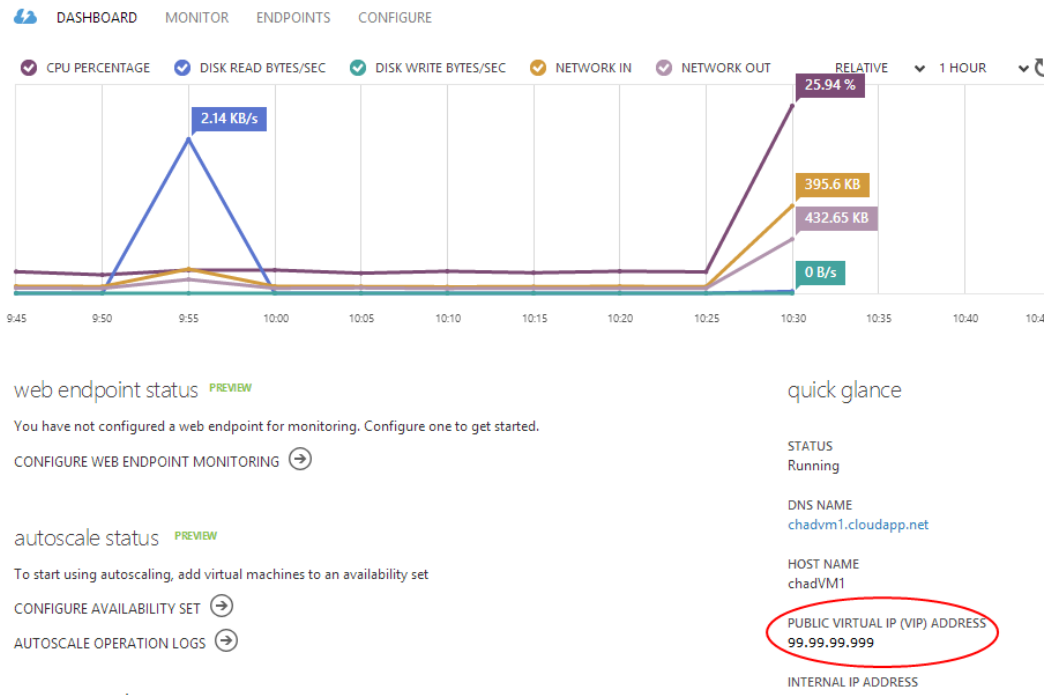 DASHBOARD MONITOR ENDPOINTS CONFIGURE
CPU PERCENTAGE DISK READ BYTES/SEC DISK WRITE BYTES/SEC NETWORK IN NETWORK OUT RELATIVE 1 HOUR
25.94 %
2.14 KB/s
395.6 KB
432.65 KB
0 B/s
9:45 9:50 9:55 10:00 10:05 10:10 10:15 10:20 10:25 10:30 10:35 10:40
web endpoint status PREVIEW
You have not configured a web endpoint for monitoring. Configure one to get started.
CONFIGURE WEB ENDPOINT MONITORING
autoscale status PREVIEW
To start using autoscaling, add virtual machines to an availability set
CONFIGURE AVAILABILITY SET
AUTOSCALE OPERATION LOGS
quick glance
STATUS
Running
DNS NAME
chadvm1.cloudapp.net
HOST NAME
chadVM1
PUBLIC VIRTUAL IP (VIP) ADDRESS
99.99.99.999
INTERNAL IP ADDRESS